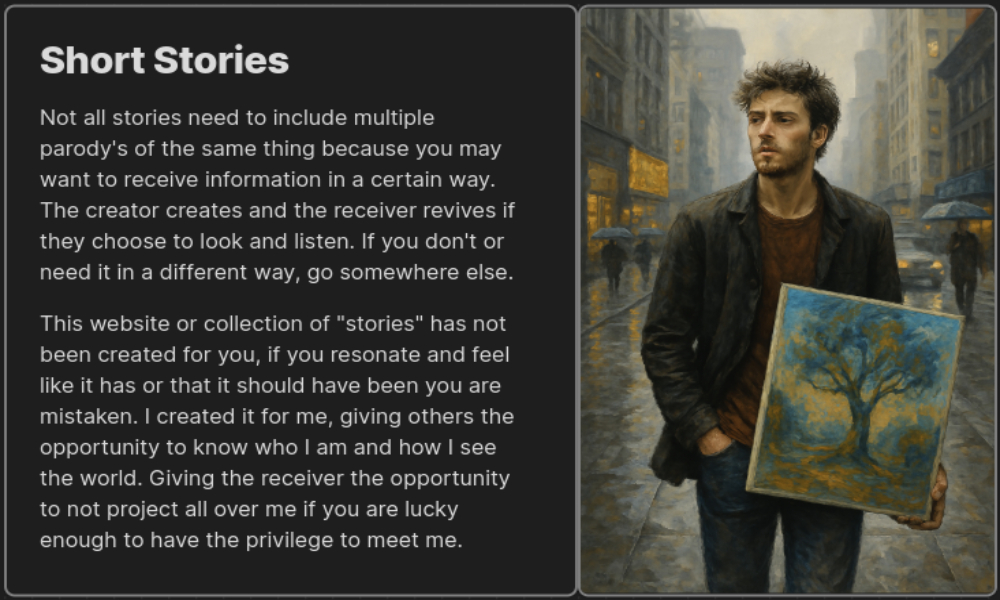 Short Stories
Not all stories need to include multiple
parody's of the same thing because you may
want to receive information in a certain way.
The creator creates and the receiver revives if
they choose to look and listen. If you don't or
need it in a different way, go somewhere else.
This website or collection of "stories" has not
been created for you, if you resonate and feel
like it has or that it should have been you are
mistaken. I created it for me, giving others the
opportunity to know who I am and how I see
the world. Giving the receiver the opportunity
to not project all over me if you are lucky
enough to have the privilege to meet me.